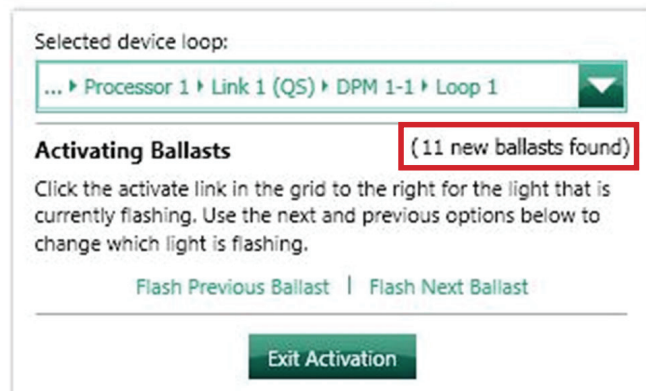 Selected device loop:
... ▸ Processor 1 ▸ Link 1 (QS) ▸ DPM 1-1 ▸ Loop 1
Activating Ballasts (11 new ballasts found)
Click the activate link in the grid to the right for the light that is
currently flashing. Use the next and previous options below to
change which light is flashing.
Flash Previous Ballast | Flash Next Ballast
Exit Activation